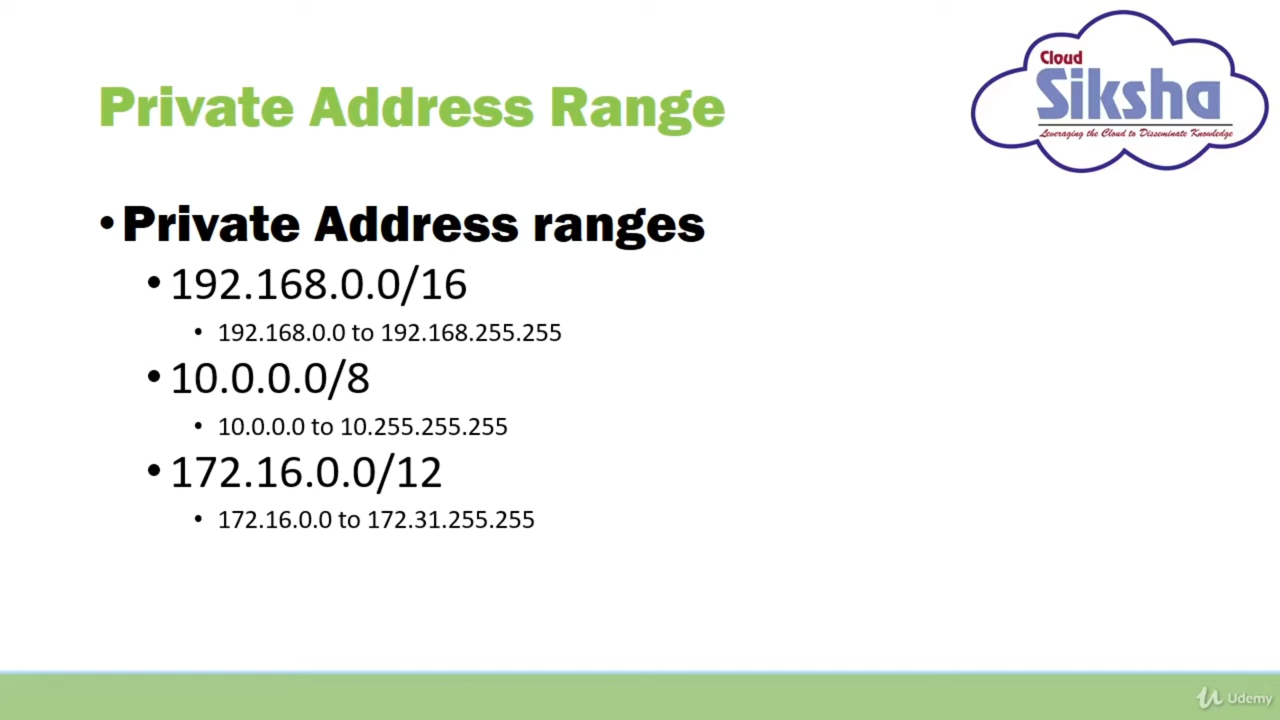 Cloud
Siksha
Leveraging the Cloud to Disseminate Knowledge
Private Address Range
• Private Address ranges
• 192.168.0.0/16
• 192.168.0.0 to 192.168.255.255
• 10.0.0.0/8
• 10.0.0.0 to 10.255.255.255
• 172.16.0.0/12
• 172.16.0.0 to 172.31.255.255
Udemy